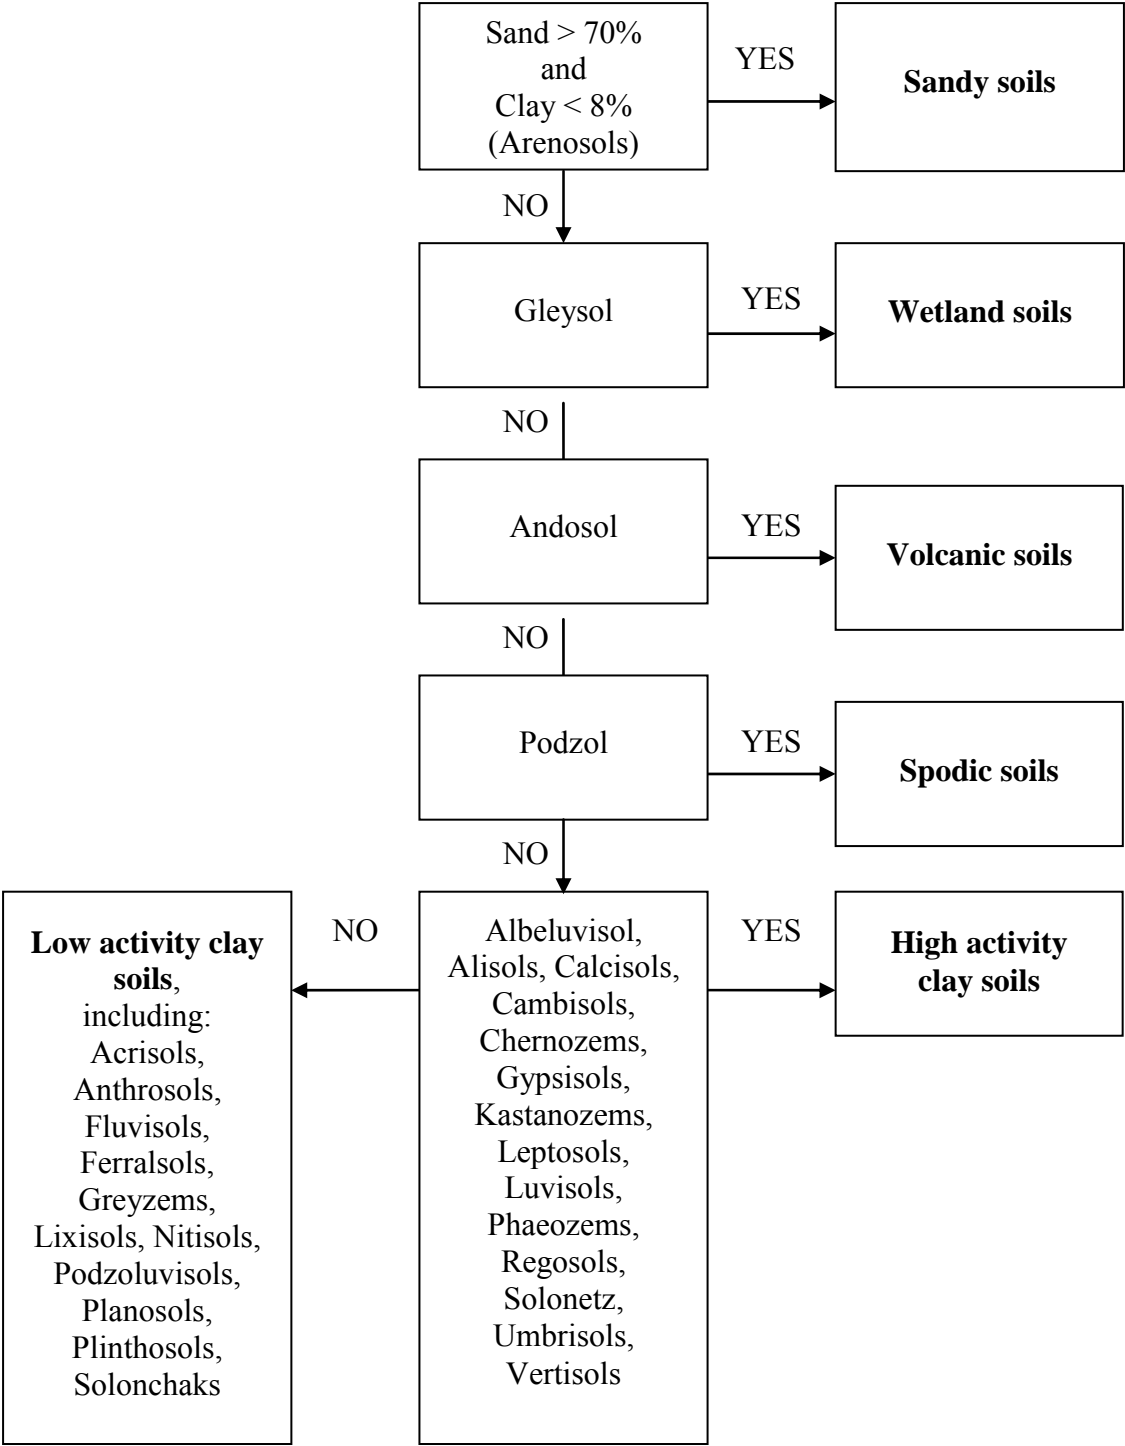 Sand > 70%
and
Clay < 8%
(Arenosols)
YES
Sandy soils
NO
Gleysol
YES
Wetland soils
NO
Andosol
YES
Volcanic soils
NO
Podzol
YES
Spodic soils
NO
Low activity clay
soils,
including:
Acrisols,
Anthrosols,
Fluvisols,
Ferralsols,
Greyzems,
Lixisols, Nitisols,
Podzoluvisols,
Planosols,
Plinthosols,
Solonchaks
NO
Albeluvisol,
Alisols, Calcisols,
Cambisols,
Chernozems,
Gypsisols,
Kastanozems,
Leptosols,
Luvisols,
Phaeozems,
Regosols,
Solonetz,
Umbrisols,
Vertisols
YES
High activity
clay soils